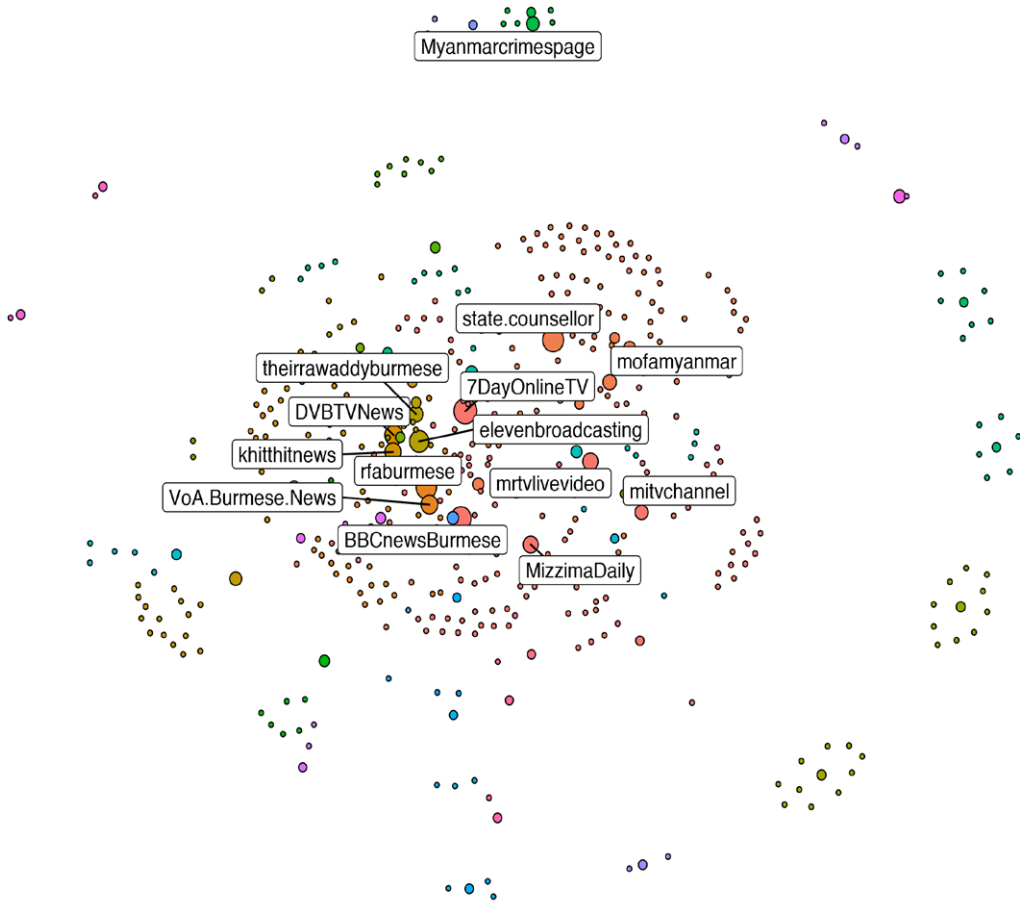 Myanmarcrimespage
state.counsellor
mofamyanmar
theirrawaddyburmese
7DayOnlineTV
DVBTVNews
elevenbroadcasting
khitthitnews
rfaburmese
mrtvlivevideo
mitvchannel
VoA.Burmese.News
BBCnewsBurmese
MizzimaDaily